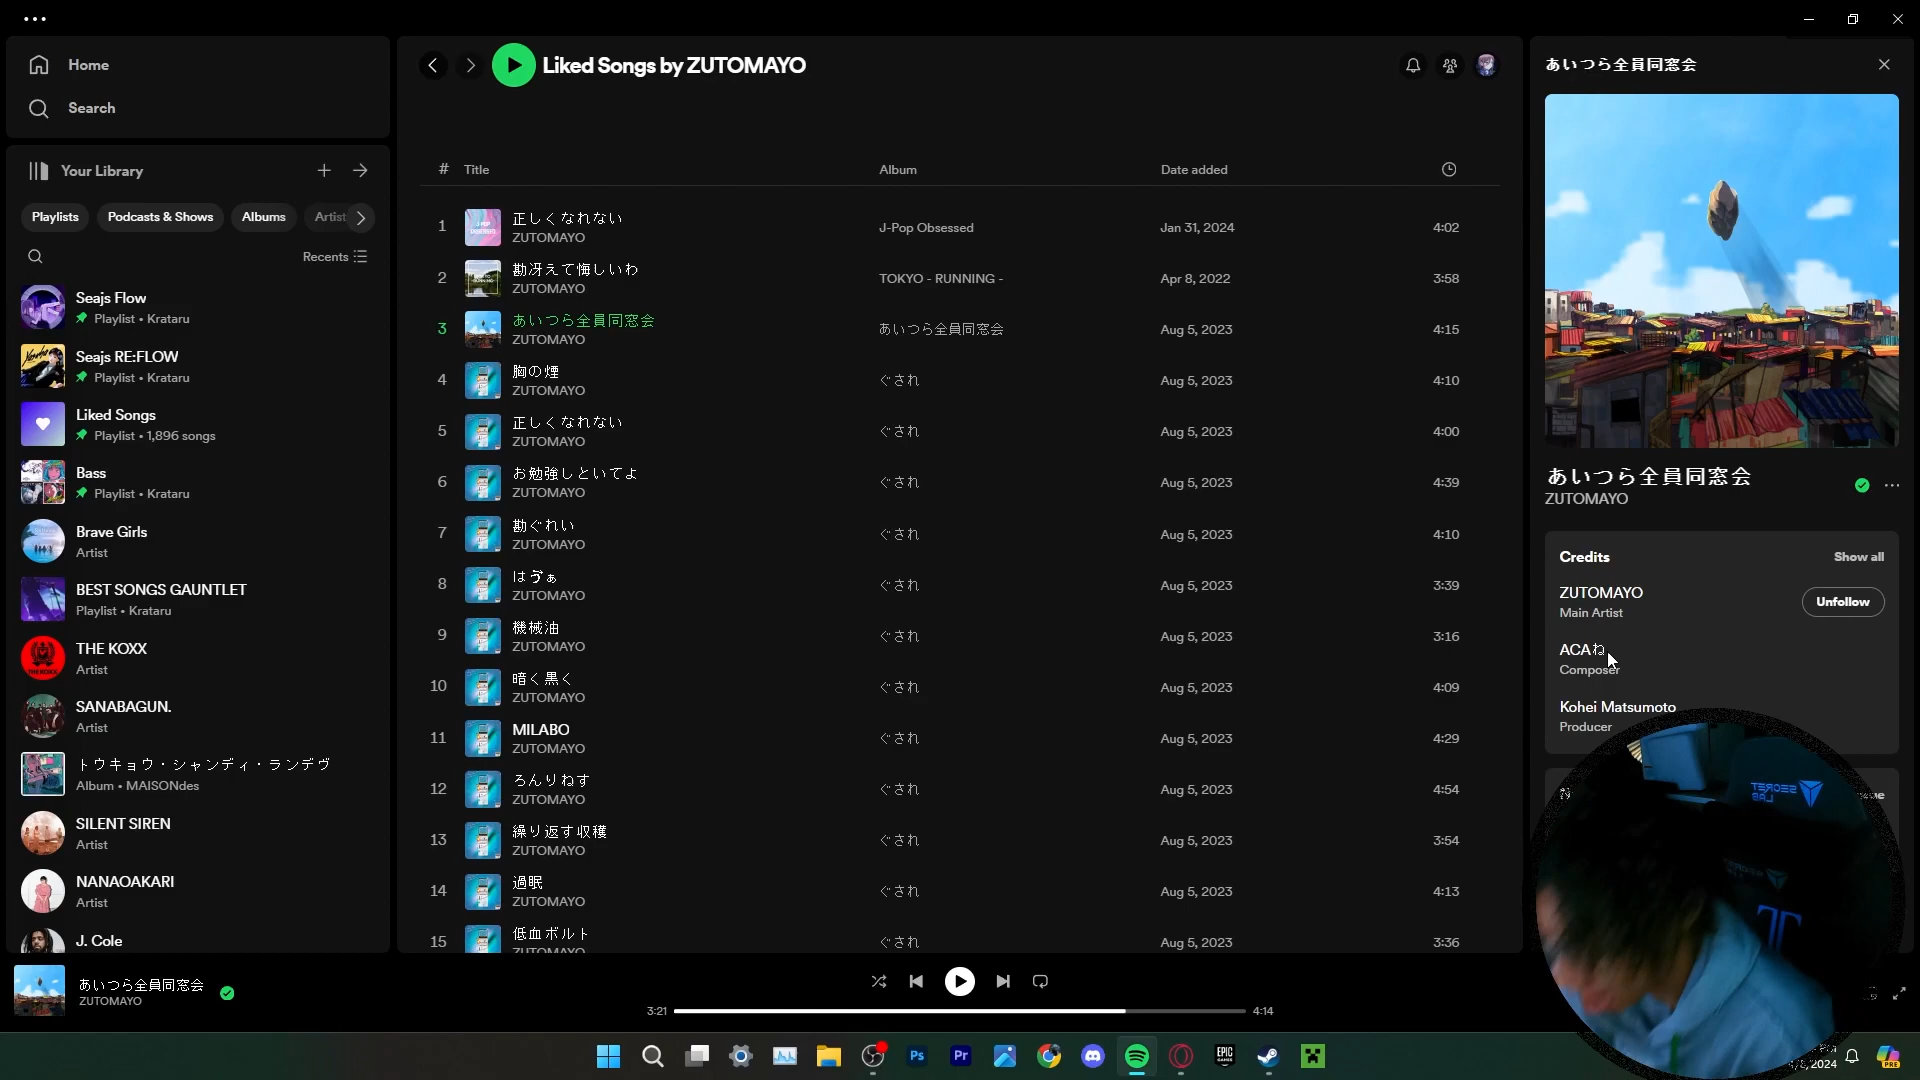 Home
Search
Your Library
Playlists
Podcasts & Shows
Albums
Artist
Recents
Seajs Flow
Playlist • Krataru
Seajs RE:FLOW
Playlist • Krataru
Liked Songs
Playlist • 1,896 songs
Bass
Playlist • Krataru
Brave Girls
Artist
BEST SONGS GAUNTLET
Playlist • Krataru
THE KOXX
Artist
SANABAGUN.
Artist
トウキョウ・シャンディ・ランデヴ
Album • MAISONdes
SILENT SIREN
Artist
NANAOAKARI
Artist
J. Cole
Liked Songs by ZUTOMAYO
# Title Album Date added
1 正しくなれない J-Pop Obsessed Jan 31, 2024 4:02
ZUTOMAYO
2 勘冴えて悔しいわ TOKYO - RUNNING - Apr 8, 2022 3:58
ZUTOMAYO
3 あいつら全員同窓会 あいつら全員同窓会 Aug 5, 2023 4:15
ZUTOMAYO
4 胸の煙 ぐされ Aug 5, 2023 4:10
ZUTOMAYO
5 正しくなれない ぐされ Aug 5, 2023 4:00
ZUTOMAYO
6 お勉強しといてよ ぐされ Aug 5, 2023 4:39
ZUTOMAYO
7 勘ぐれい ぐされ Aug 5, 2023 4:10
ZUTOMAYO
8 はゔぁ ぐされ Aug 5, 2023 3:39
ZUTOMAYO
9 機械油 ぐされ Aug 5, 2023 3:16
ZUTOMAYO
10 暗く黒く ぐされ Aug 5, 2023 4:09
ZUTOMAYO
11 MILABO ぐされ Aug 5, 2023 4:29
ZUTOMAYO
12 ろんりねす ぐされ Aug 5, 2023 4:54
ZUTOMAYO
13 繰り返す収穫 ぐされ Aug 5, 2023 3:54
ZUTOMAYO
14 過眠 ぐされ Aug 5, 2023 4:13
ZUTOMAYO
15 低血ボルト ぐされ Aug 5, 2023 3:36
ZUTOMAYO
あいつら全員同窓会
あいつら全員同窓会
ZUTOMAYO
Credits Show all
ZUTOMAYO
Main Artist
Unfollow
ACAね
Composer
Kohei Matsumoto
Producer
SECRET
LAB
あいつら全員同窓会
ZUTOMAYO
3:21 4:14
Ps
Pr
EPIC
GAMES
2024
PRE